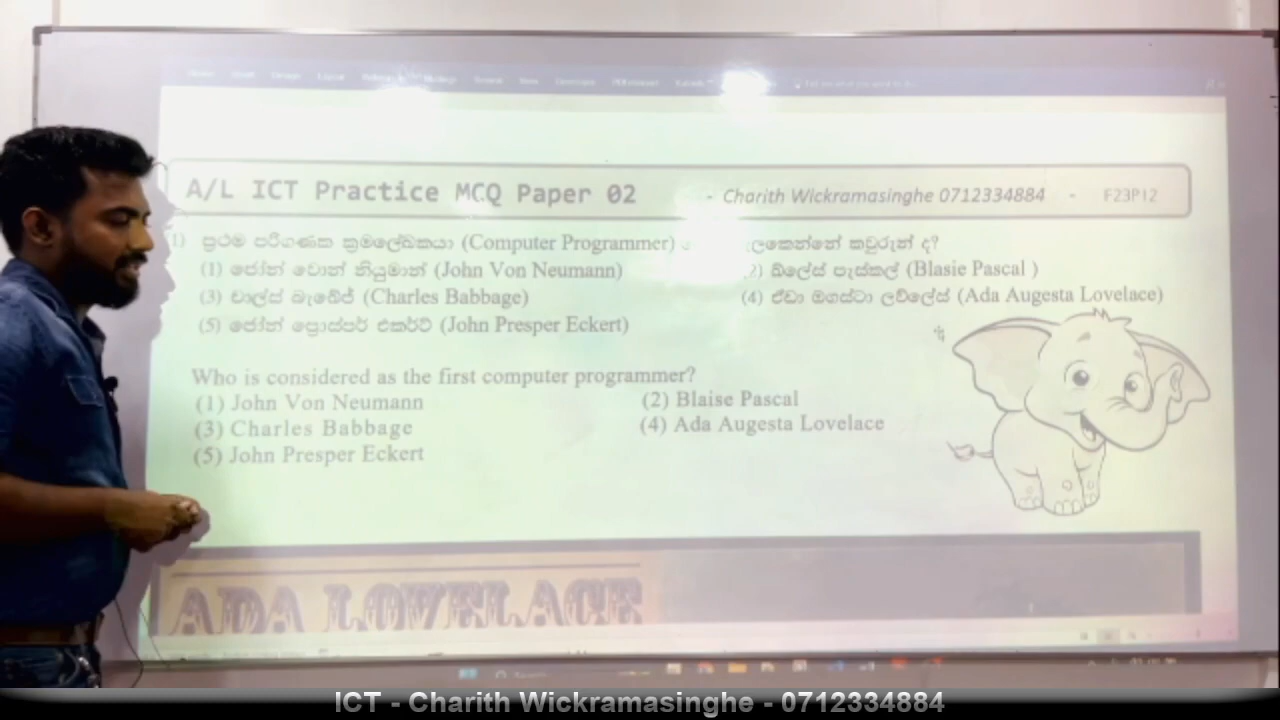 A/L ICT Practice MCQ Paper 02 - Charith Wickramasinghe 0712334884 - F23P12
1) ප්‍රථම පරිගණක ක්‍රමලේඛකයා (Computer Programmer) කවුරුන් ද?
(1) ජෝන් වොන් නියුමාන් (John Von Neumann) (2) බ්ලේස් පැස්කල් (Blasie Pascal )
(3) චාල්ස් බැබේජ් (Charles Babbage) (4) ඒඩා ඔගස්ටා ලව්ලේස් (Ada Augesta Lovelace)
(5) ජෝන් ප්‍රොස්පර් එකර්ට් (John Presper Eckert)
Who is considered as the first computer programmer?
(1) John Von Neumann (2) Blaise Pascal
(3) Charles Babbage (4) Ada Augesta Lovelace
(5) John Presper Eckert
ADA LOVELACE
ICT - Charith Wickramasinghe - 0712334884